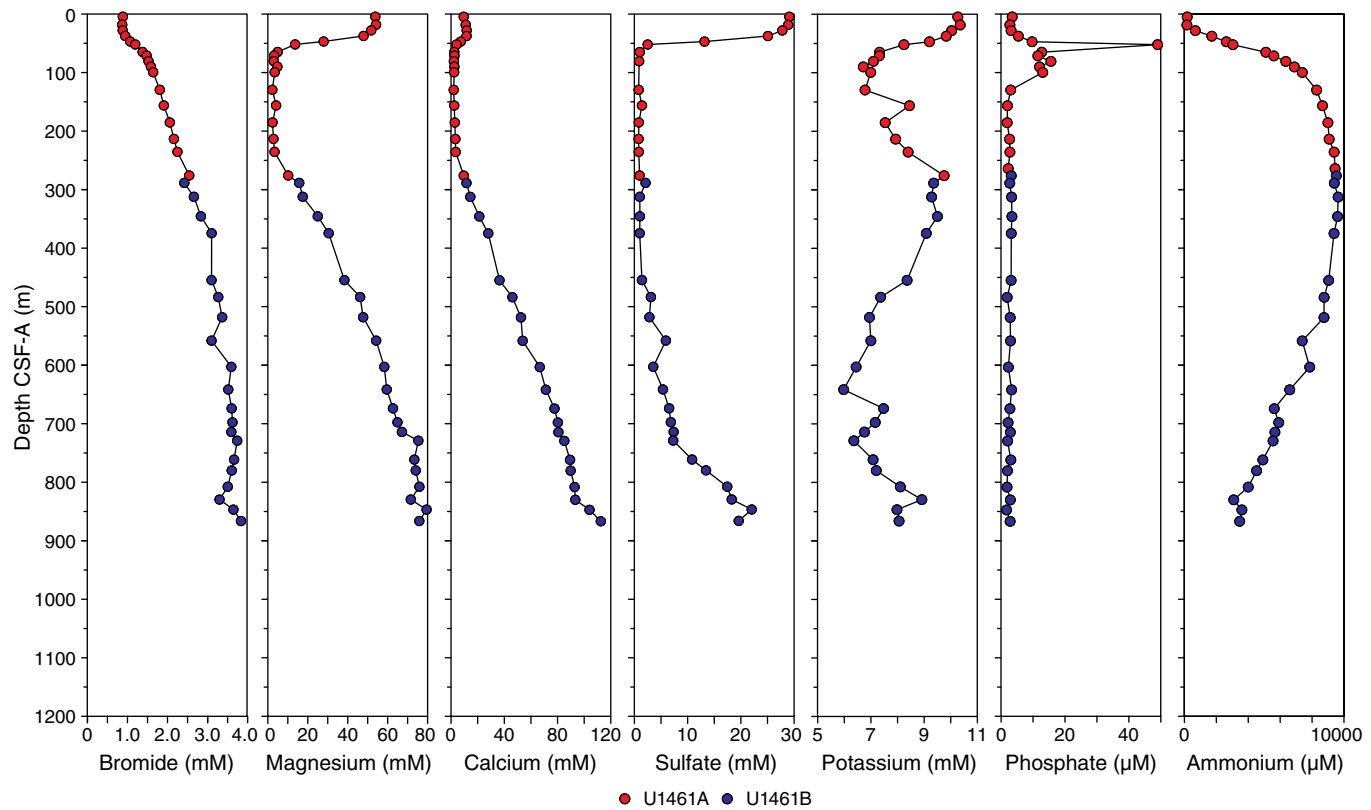 Depth CSF-A (m)
0
100
200
300
400
500
600
700
800
900
1000
1100
1200
0 1.0 2.0 3.0 4.0
0 20 40 60 80
0 40 80 120
0 10 20 30
5 7 9 11
0 20 40
0 10000
Bromide (mM) Magnesium (mM) Calcium (mM) Sulfate (mM) Potassium (mM) Phosphate (µM) Ammonium (µM)
U1461A U1461B